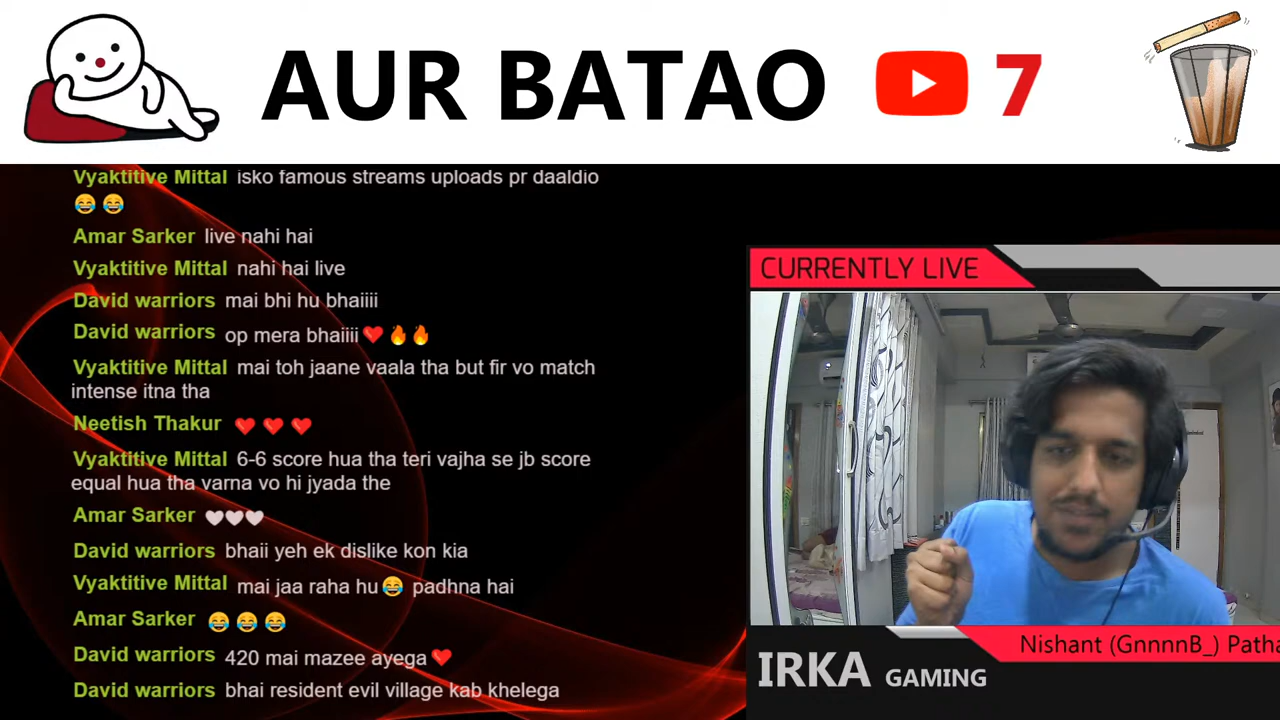 AUR BATAO 7
Vyaktitive Mittal isko famous streams uploads pr daaldio
😂 😂
Amar Sarker live nahi hai
Vyaktitive Mittal nahi hai live
David warriors mai bhi hu bhaiiii
David warriors op mera bhaiiii❤️🔥🔥
Vyaktitive Mittal mai toh jaane vaala tha but fir vo match
intense itna tha
Neetish Thakur ❤️ ❤️ ❤️
Vyaktitive Mittal 6-6 score hua tha teri vajha se jb score
equal hua tha varna vo hi jyada the
Amar Sarker 🤍🤍🤍
David warriors bhaii yeh ek dislike kon kia
Vyaktitive Mittal mai jaa raha hu😂 padhna hai
Amar Sarker 😂 😂 😂
David warriors 420 mai mazee ayega❤️
David warriors bhai resident evil village kab khelega
CURRENTLY LIVE
Nishant (GnnnnB_) Patha
IRKA GAMING